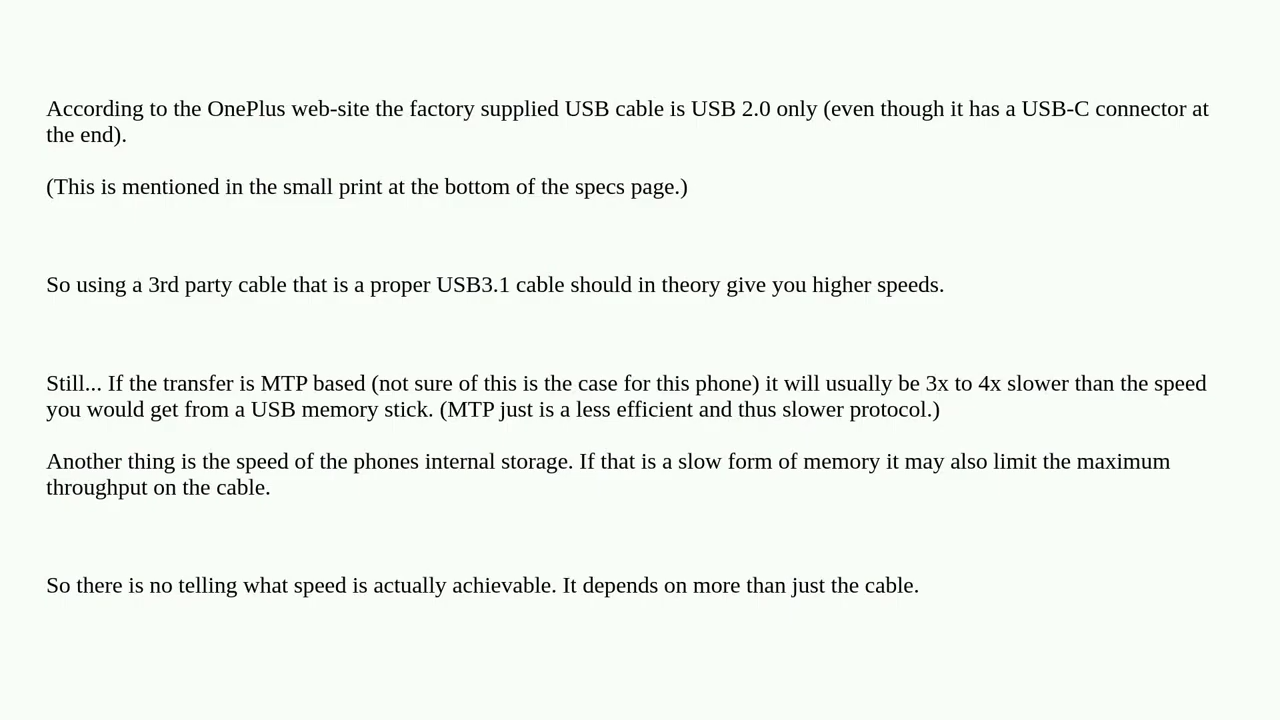 According to the OnePlus web-site the factory supplied USB cable is USB 2.0 only (even though it has a USB-C connector at
the end).
(This is mentioned in the small print at the bottom of the specs page.)
So using a 3rd party cable that is a proper USB3.1 cable should in theory give you higher speeds.
Still... If the transfer is MTP based (not sure of this is the case for this phone) it will usually be 3x to 4x slower than the speed
you would get from a USB memory stick. (MTP just is a less efficient and thus slower protocol.)
Another thing is the speed of the phones internal storage. If that is a slow form of memory it may also limit the maximum
throughput on the cable.
So there is no telling what speed is actually achievable. It depends on more than just the cable.